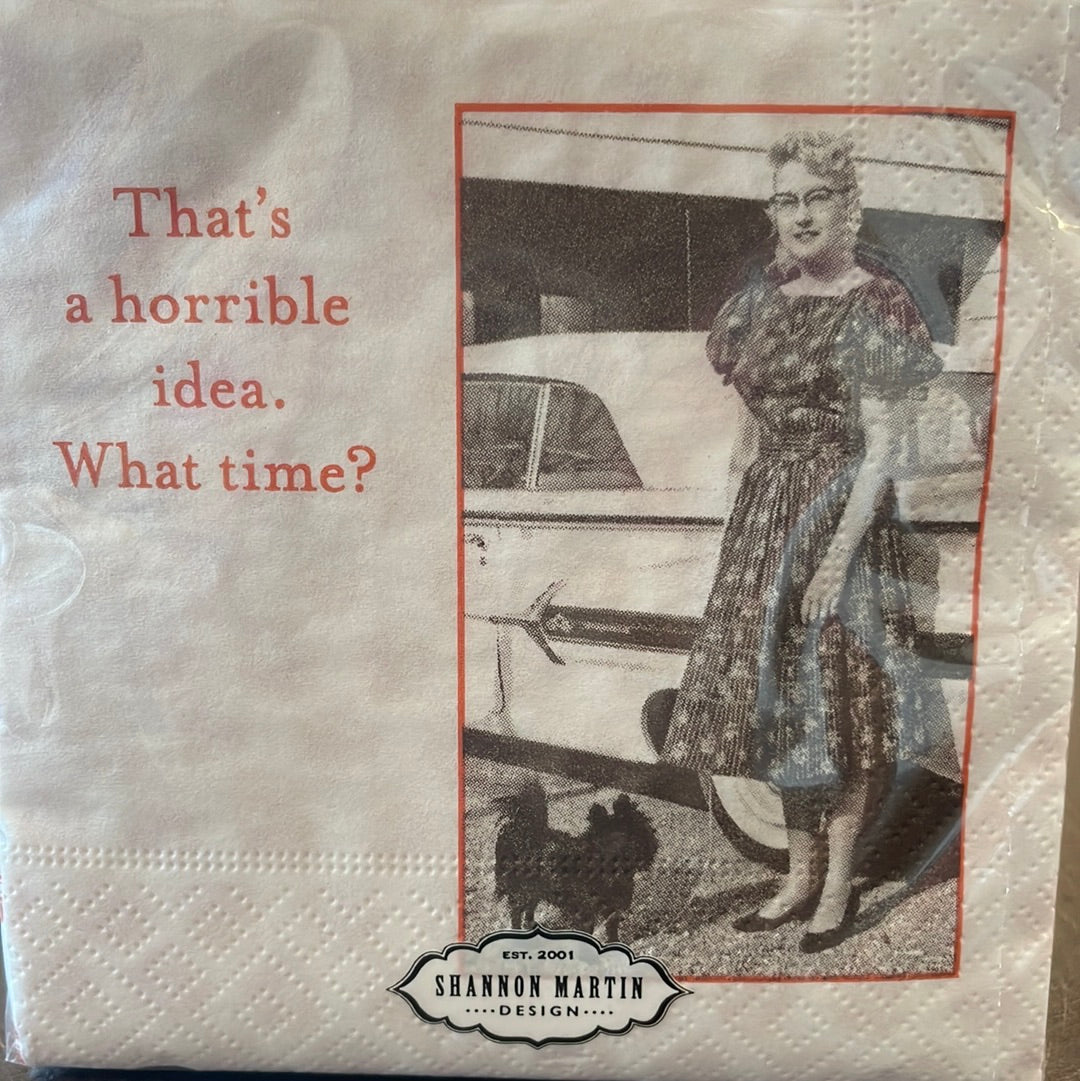 That's
a horrible
idea.
What time?
EST. 2001
SHANNON MARTIN
····DESIGN····